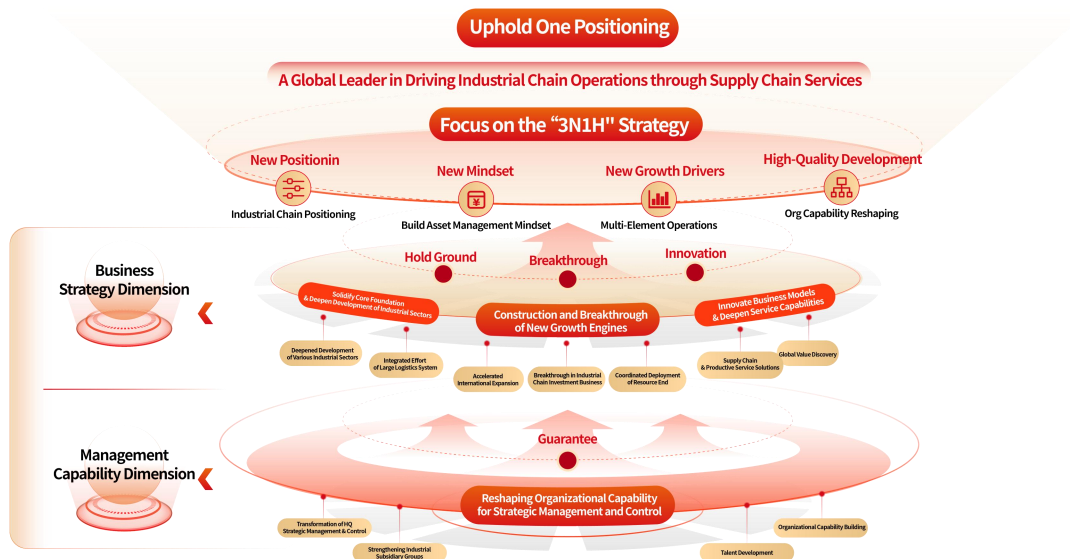 Uphold One Positioning
A Global Leader in Driving Industrial Chain Operations through Supply Chain Services
Focus on the “3N1H" Strategy
New Positionin
Industrial Chain Positioning
New Mindset
¥
Build Asset Management Mindset
New Growth Drivers
Multi-Element Operations
High-Quality Development
Org Capability Reshaping
Business
Strategy Dimension
Hold Ground
Breakthrough
Innovation
Solidify Core Foundation
& Deepen Development of Industrial Sectors
Construction and Breakthrough
of New Growth Engines
Innovate Business Models
& Deepen Service Capabilities
Deepened Development
of Various Industrial Sectors
Integrated Effort
of Large Logistics System
Accelerated
International Expansion
Breakthrough in Industrial
Chain Investment Business
Coordinated Deployment
of Resource End
Supply Chain
& Productive Service Solutions
Global Value Discovery
Management
Capability Dimension
Guarantee
Reshaping Organizational Capability
for Strategic Management and Control
Transformation of HQ
Strategic Management & Control
Strengthening Industrial
Subsidiary Groups
Talent Development
Organizational Capability Building